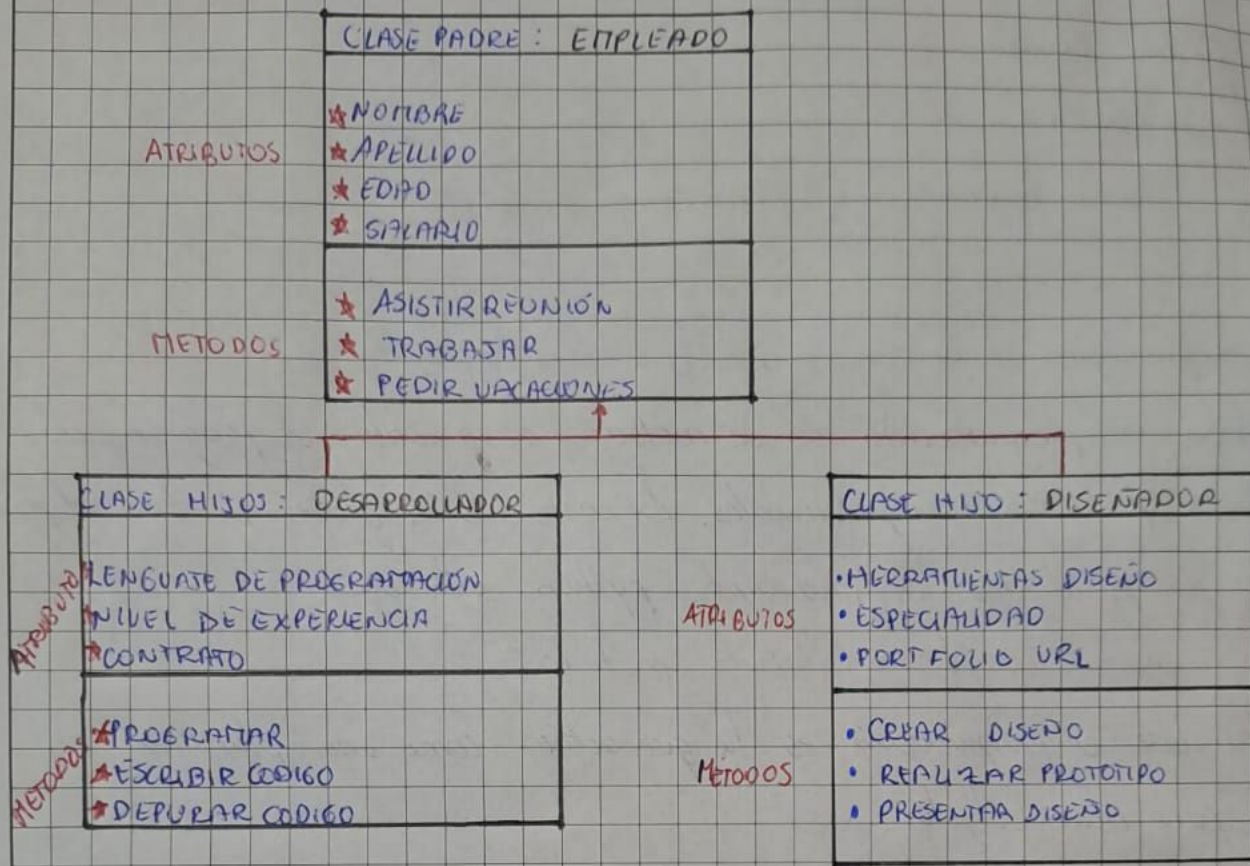 CLASE PADRE: EMPLEADO
ATRIBUTOS
★ NOMBRE
★ APELLIDO
★ EDAD
★ SALARIO
METODOS
★ ASISTIR REUNIÓN
★ TRABAJAR
★ PEDIR VACACIONES
CLASE HIJOS: DESARROLLADOR
ATRIBUTO
LENGUAJE DE PROGRAMACIÓN
NIVEL DE EXPERIENCIA
★ CONTRATO
METODOS
★ PROGRAMAR
★ ESCRIBIR CODIGO
★ DEPURAR CODIGO
CLASE HIJO: DISEÑADOR
ATRIBUTOS
• HERRAMIENTAS DISEÑO
• ESPECIALIDAD
• PORTFOLIO URL
METODOS
• CREAR DISEÑO
• REALIZAR PROTOTIPO
• PRESENTAR DISEÑO